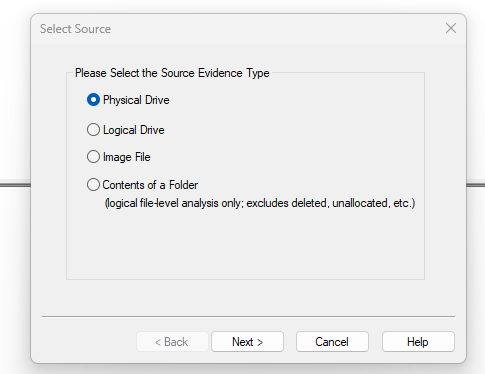 Select Source
Please Select the Source Evidence Type
Physical Drive
Logical Drive
Image File
Contents of a Folder
(logical file-level analysis only; excludes deleted, unallocated, etc.)
< Back
Next >
Cancel
Help